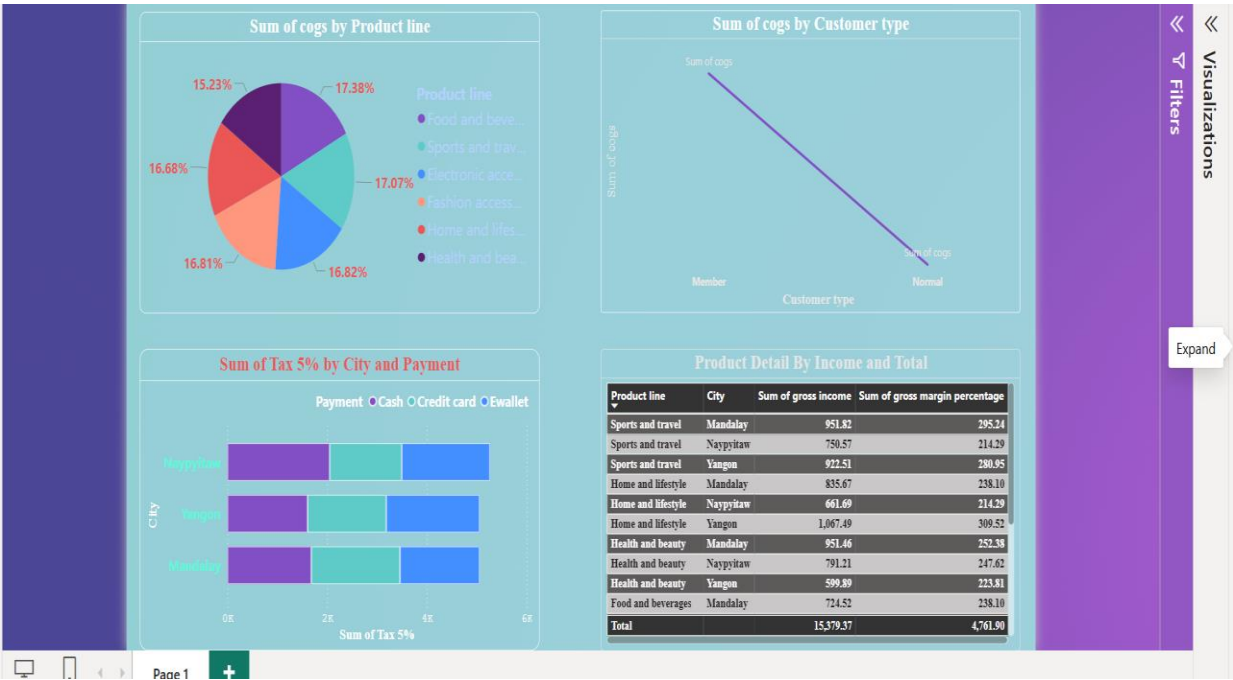 Sum of cogs by Product line
15.23%
17.38%
16.68%
17.07%
16.81%
16.82%
Product line
Food and beve...
Sports and trav...
Electronic acce...
Fashion access...
Home and lifes...
Health and bea...
Sum of cogs by Customer type
Sum of cogs
Sum of cogs
Sum of cogs
Member Normal
Customer type
Filters
Visualizations
Expand
Sum of Tax 5% by City and Payment
Payment Cash Credit card Ewallet
City
Naypyitaw
Yangon
Mandalay
0K 2K 4K 6K
Sum of Tax 5%
Product Detail By Income and Total
Product line City Sum of gross income Sum of gross margin percentage
Sports and travel Mandalay 951.82 295.24
Sports and travel Naypyitaw 750.57 214.29
Sports and travel Yangon 922.51 280.95
Home and lifestyle Mandalay 835.67 238.10
Home and lifestyle Naypyitaw 661.69 214.29
Home and lifestyle Yangon 1,067.49 309.52
Health and beauty Mandalay 951.46 252.38
Health and beauty Naypyitaw 791.21 247.62
Health and beauty Yangon 599.89 223.81
Food and beverages Mandalay 724.52 238.10
Total 15,379.37 4,761.90
Page 1
+